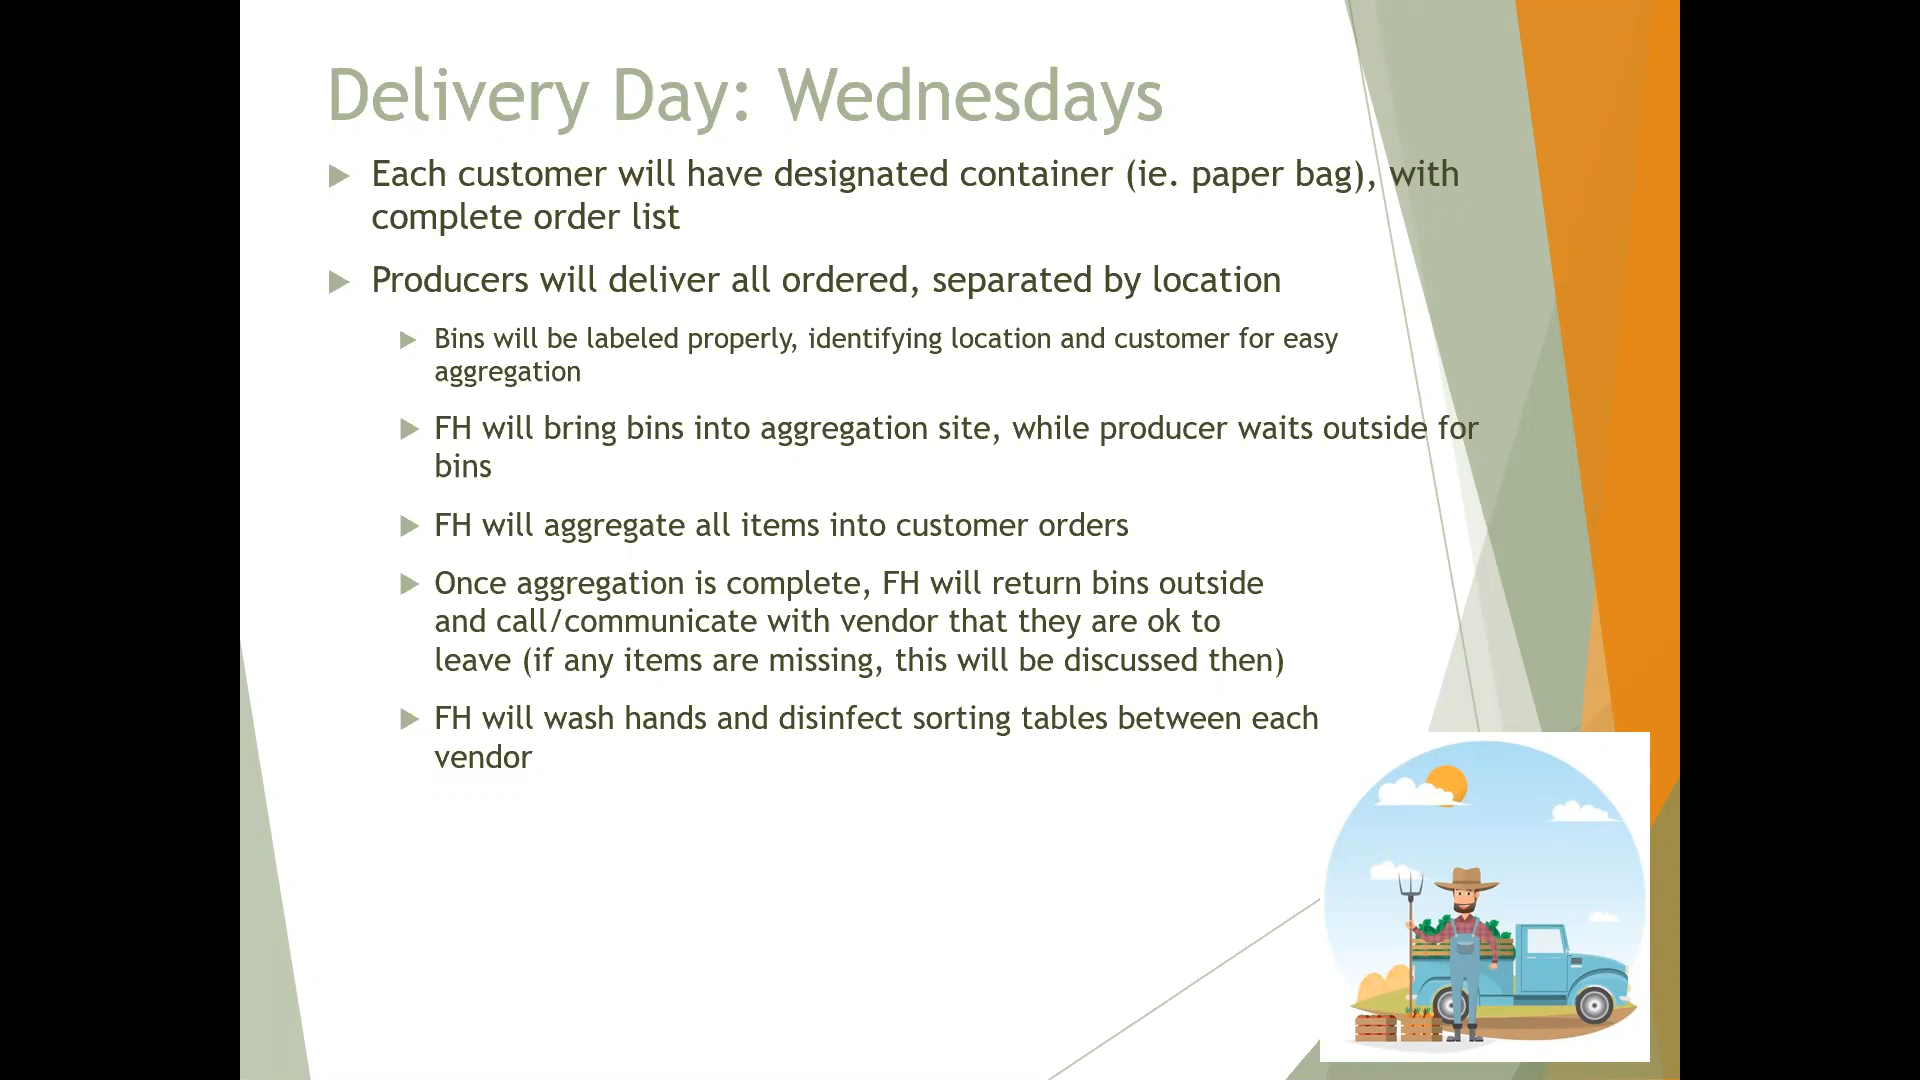 Delivery Day: Wednesdays
Each customer will have designated container (ie. paper bag), with
complete order list
Producers will deliver all ordered, separated by location
Bins will be labeled properly, identifying location and customer for easy
aggregation
FH will bring bins into aggregation site, while producer waits outside for
bins
FH will aggregate all items into customer orders
Once aggregation is complete, FH will return bins outside
and call/communicate with vendor that they are ok to
leave (if any items are missing, this will be discussed then)
FH will wash hands and disinfect sorting tables between each
vendor